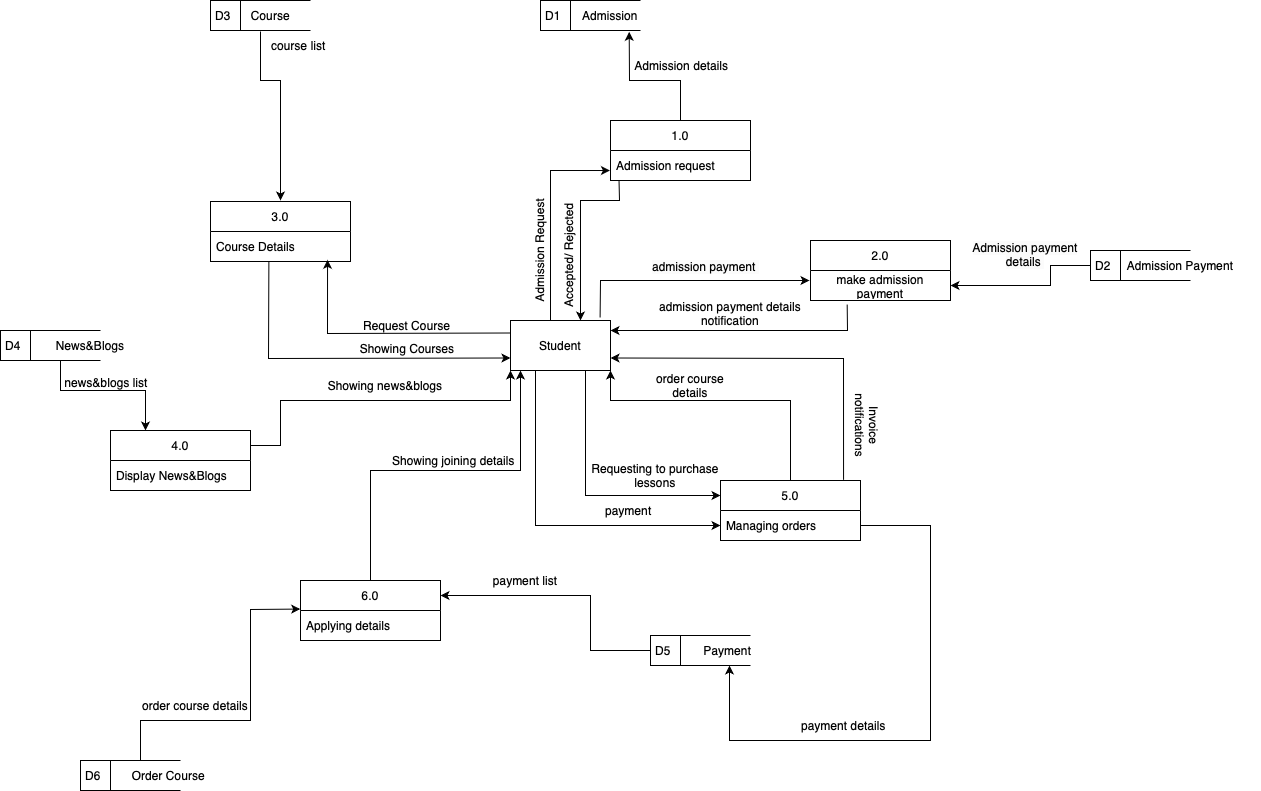 D3 Course
D1 Admission
course list
Admission details
1.0
Admission request
Admission Request
Accepted/ Rejected
3.0
Course Details
2.0
make admission
payment
Admission payment
details
D2 Admission Payment
admission payment
admission payment details
notification
Request Course
Showing Courses
Student
D4 News&Blogs
news&blogs list
Showing news&blogs
order course
details
Invoice
notifications
4.0
Display News&Blogs
Showing joining details
Requesting to purchase
lessons
payment
5.0
Managing orders
6.0
Applying details
payment list
D5 Payment
order course details
payment details
D6 Order Course